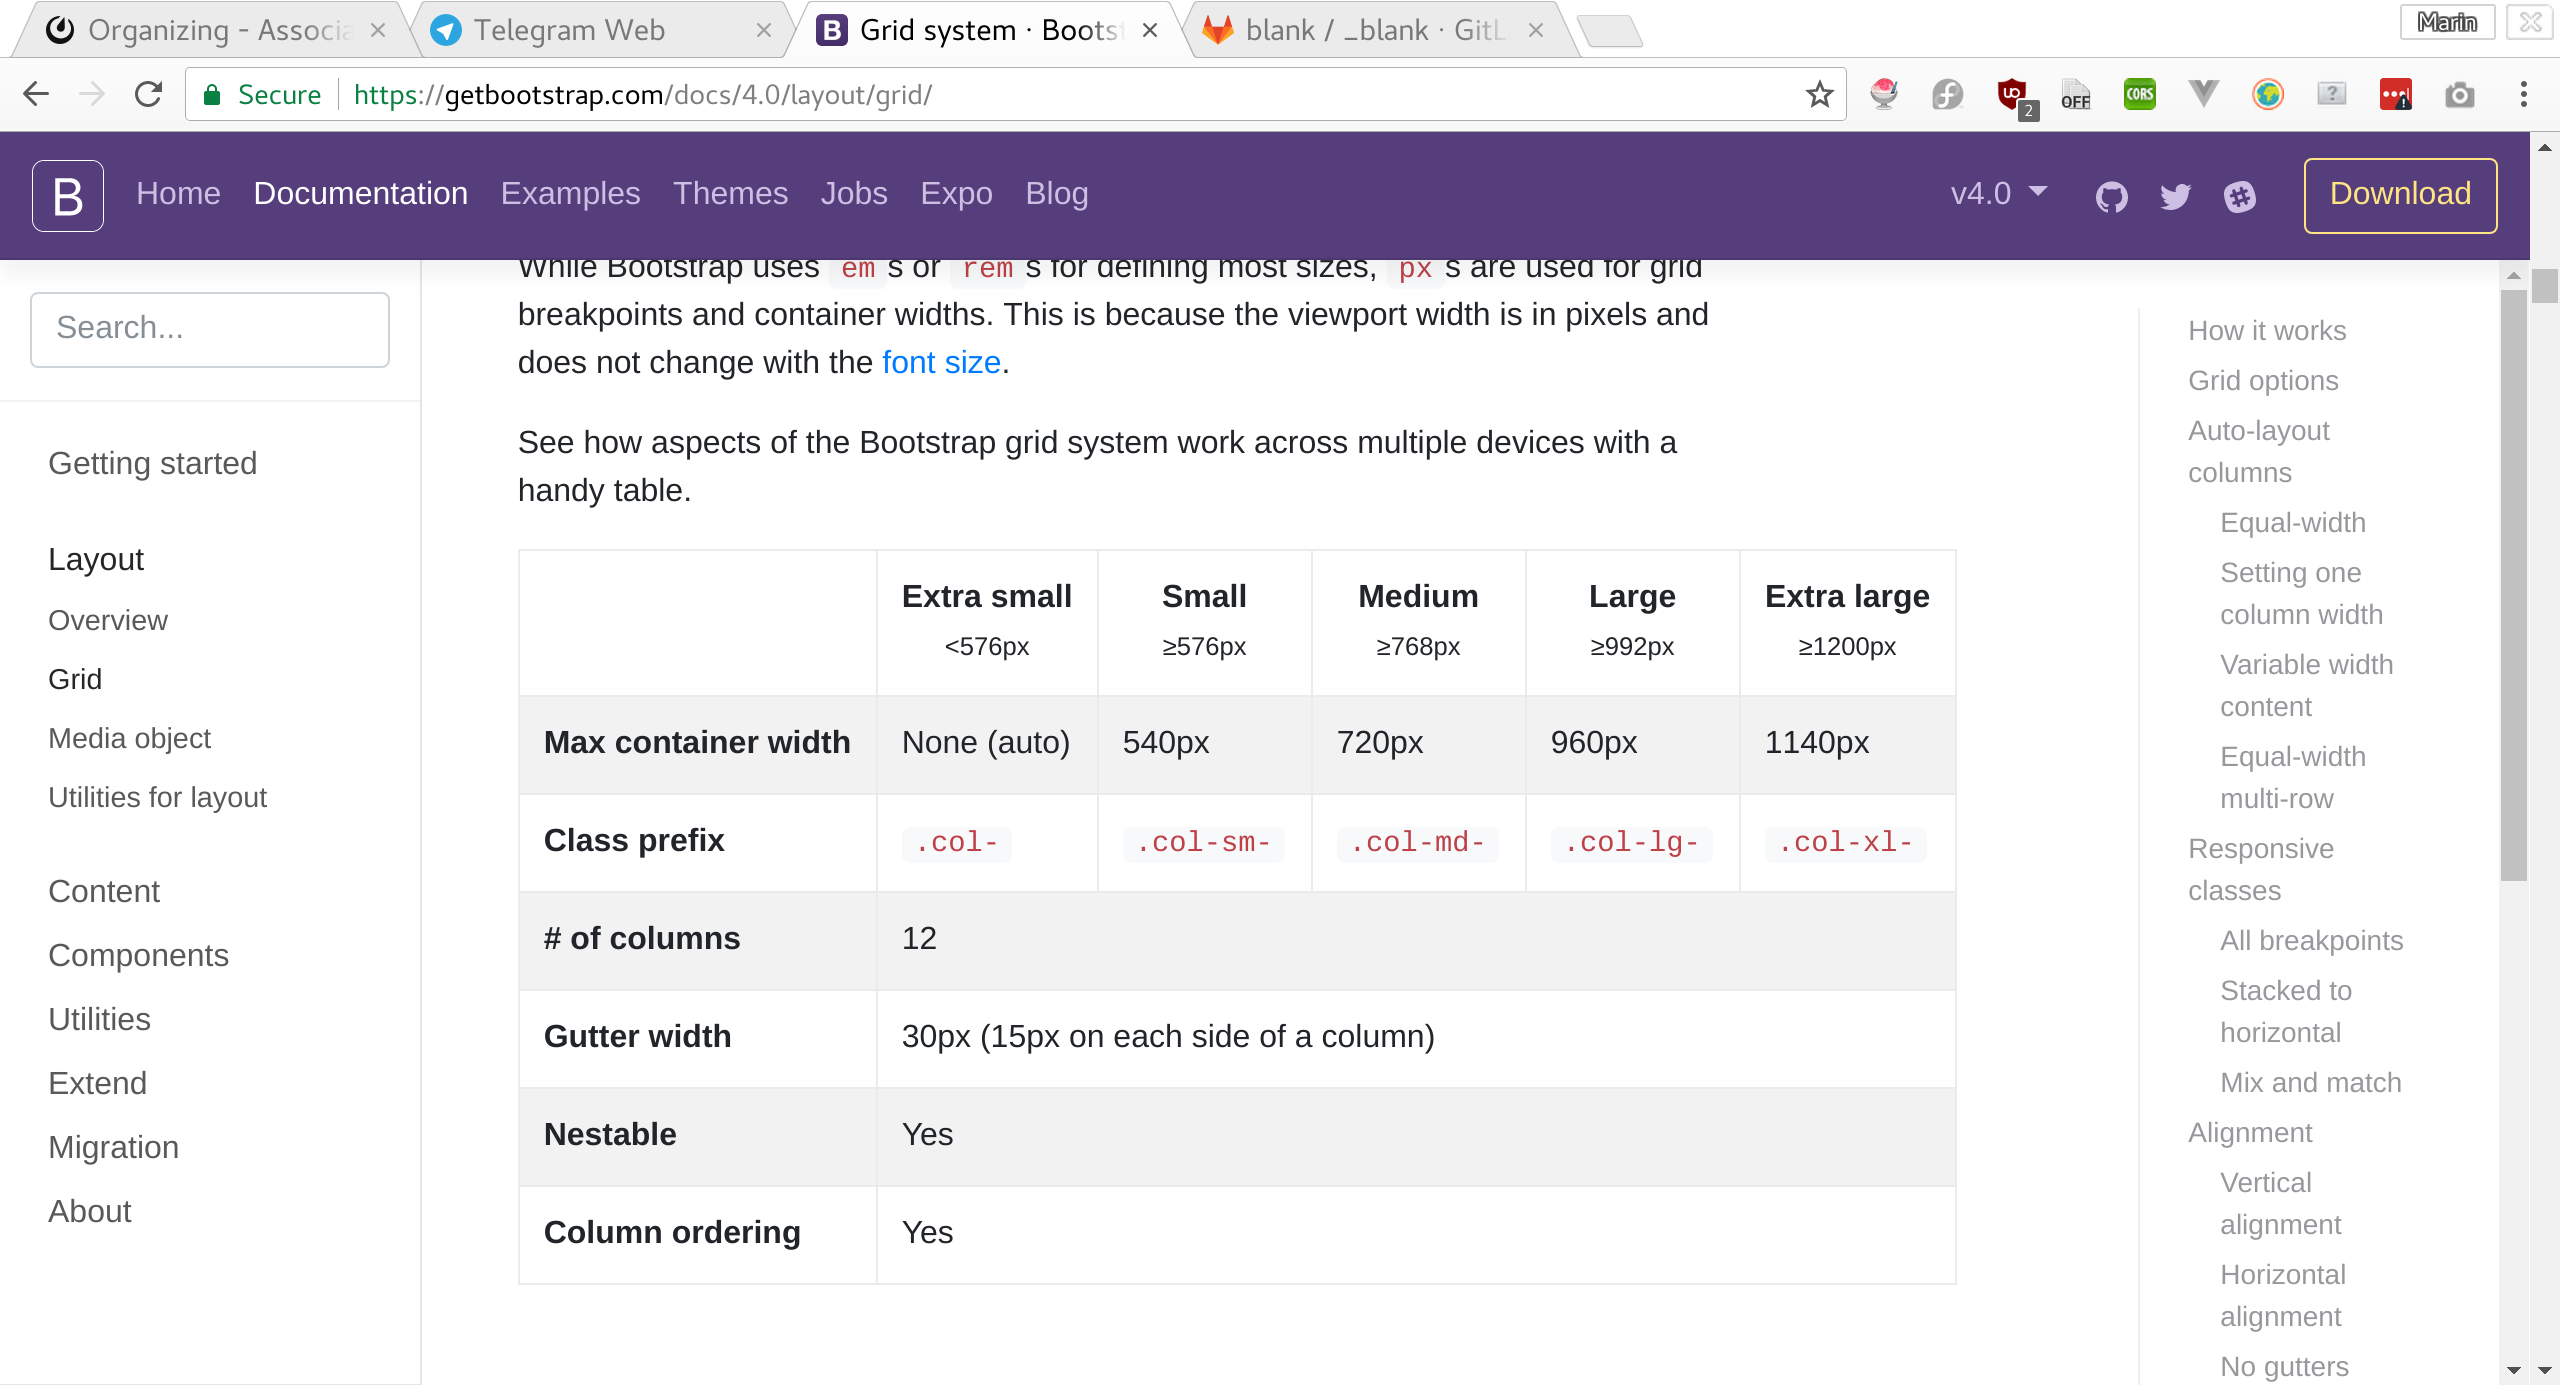 Organizing - Associa
Telegram Web
Grid system · Bootst
blank / _blank · GitL
Marin
Secure
https://getbootstrap.com/docs/4.0/layout/grid/
2
OFF
CORS
B Home Documentation Examples Themes Jobs Expo Blog
v4.0
Download
Search...
Getting started
Layout
Overview
Grid
Media object
Utilities for layout
Content
Components
Utilities
Extend
Migration
About
While Bootstrap uses ems or rems for defining most sizes, pxs are used for grid
breakpoints and container widths. This is because the viewport width is in pixels and
does not change with the font size.
See how aspects of the Bootstrap grid system work across multiple devices with a
handy table.
Extra small Small Medium Large Extra large
<576px ≥576px ≥768px ≥992px ≥1200px
Max container width None (auto) 540px 720px 960px 1140px
Class prefix .col- .col-sm- .col-md- .col-lg- .col-xl-
# of columns 12
Gutter width 30px (15px on each side of a column)
Nestable Yes
Column ordering Yes
How it works
Grid options
Auto-layout
columns
Equal-width
Setting one
column width
Variable width
content
Equal-width
multi-row
Responsive
classes
All breakpoints
Stacked to
horizontal
Mix and match
Alignment
Vertical
alignment
Horizontal
alignment
No gutters